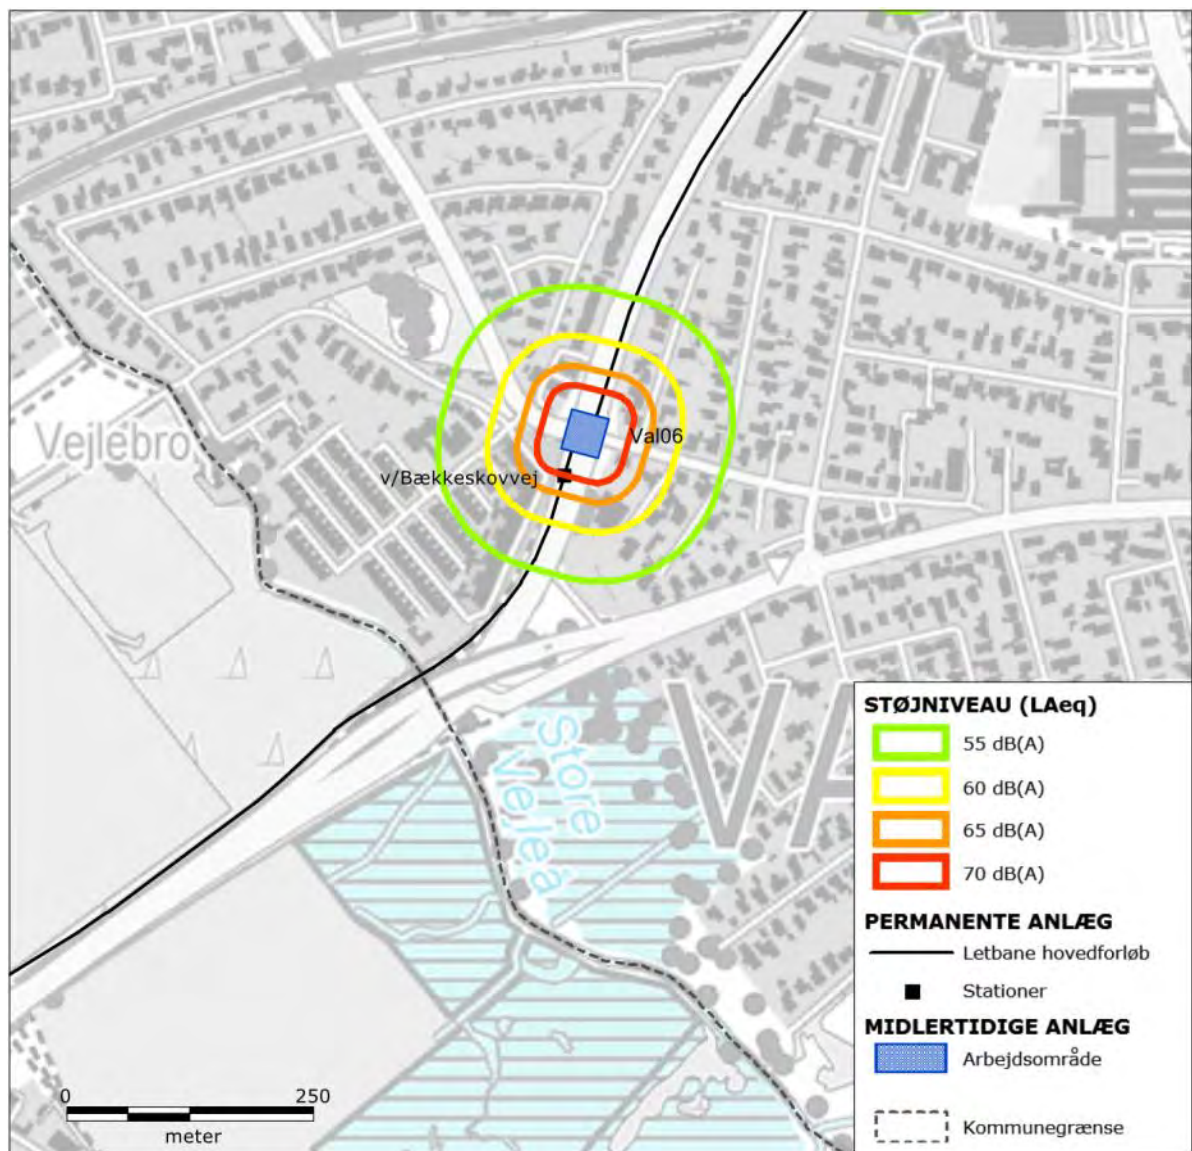 Val06
v/Bækkeskovvej
Vejlebro
Store
Vejleå
VA
STØJNIVEAU (LAeq)
55 dB(A)
60 dB(A)
65 dB(A)
70 dB(A)
PERMANENTE ANLÆG
Letbane hovedforløb
Stationer
MIDLERTIDIGE ANLÆG
Arbejdsområde
Kommunegrænse
0 250
meter